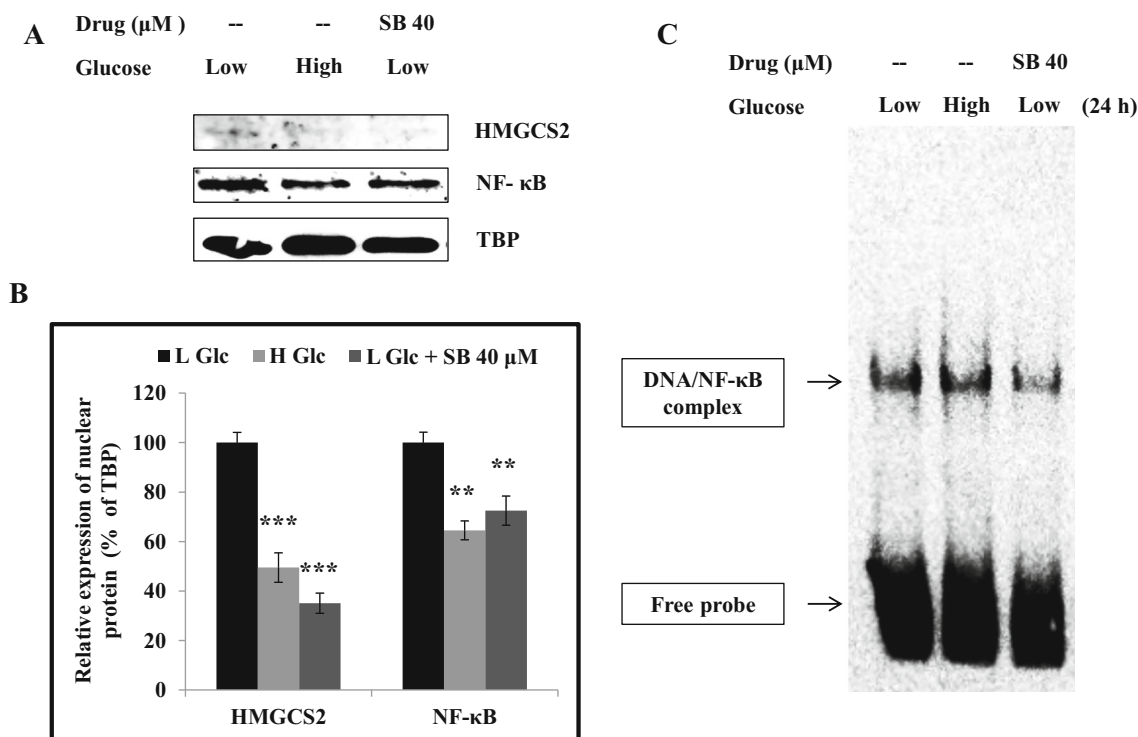 A
Drug (μM ) -- -- SB 40
Glucose Low High Low
HMGCS2
NF- κB
TBP
B
L Glc H Glc L Glc + SB 40 μM
Relative expression of nuclear
protein (% of TBP)
120
100
80
60
40
20
0
*** ***
** **
HMGCS2 NF-κB
C
Drug (μM) -- -- SB 40
Glucose Low High Low (24 h)
DNA/NF-κB
complex
Free probe